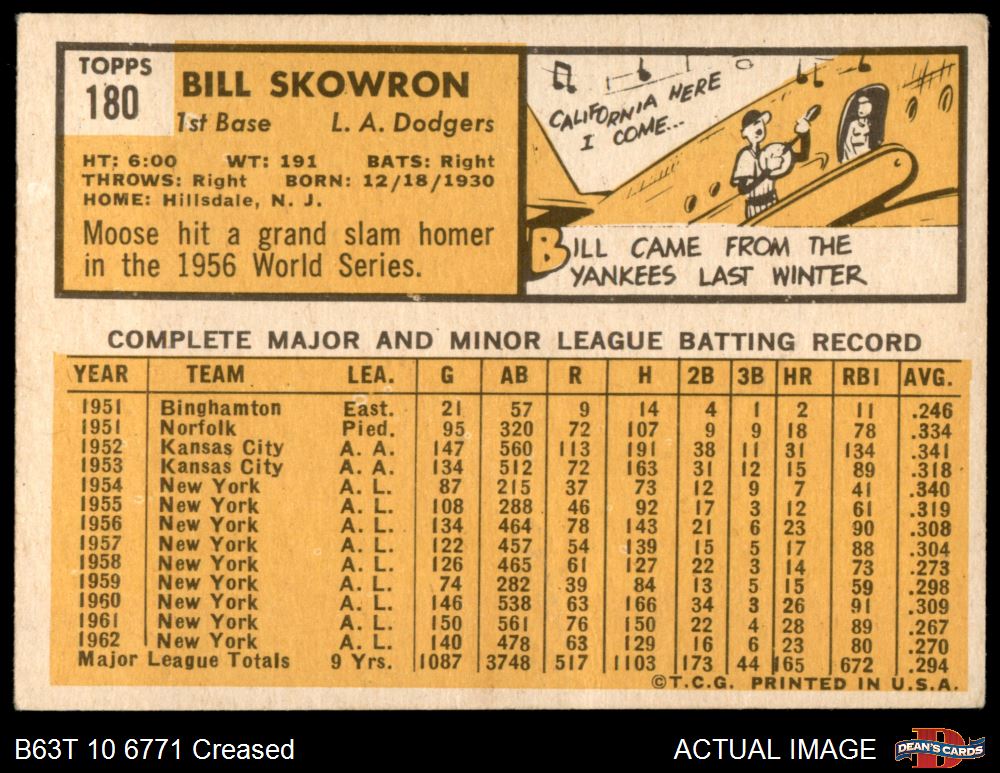 TOPPS
180
BILL SKOWRON
1st Base L. A. Dodgers
HT: 6:00 WT: 191 BATS: Right
THROWS: Right BORN: 12/18/1930
HOME: Hillsdale, N. J.
Moose hit a grand slam homer
in the 1956 World Series.
CALIFORNIA HERE
I COME...
BILL CAME FROM THE
YANKEES LAST WINTER
COMPLETE MAJOR AND MINOR LEAGUE BATTING RECORD
YEAR TEAM LEA. G AB R H 2B 3B HR RBI AVG.
1951 Binghamton East. 21 57 9 14 4 1 2 11 .246
1951 Norfolk Pied. 95 320 72 107 9 9 18 78 .334
1952 Kansas City A. A. 147 560 113 191 38 11 31 134 .341
1953 Kansas City A. A. 134 512 72 163 31 12 15 89 .318
1954 New York A. L. 87 215 37 73 12 9 7 41 .340
1955 New York A. L. 108 288 46 92 17 3 12 61 .319
1956 New York A. L. 134 464 78 143 21 6 23 90 .308
1957 New York A. L. 122 457 54 139 15 5 17 88 .304
1958 New York A. L. 126 465 61 127 22 3 14 73 .273
1959 New York A. L. 74 282 39 84 13 5 15 59 .298
1960 New York A. L. 146 538 63 166 34 3 26 91 .309
1961 New York A. L. 150 561 76 150 22 4 28 89 .267
1962 New York A. L. 140 478 63 129 16 6 23 80 .270
Major League Totals 9 Yrs. 1087 3748 517 1103 173 44 165 672 .294
©T.C.G. PRINTED IN U.S.A.
B63T 10 6771 Creased
ACTUAL IMAGE
DEAN'S CARDS